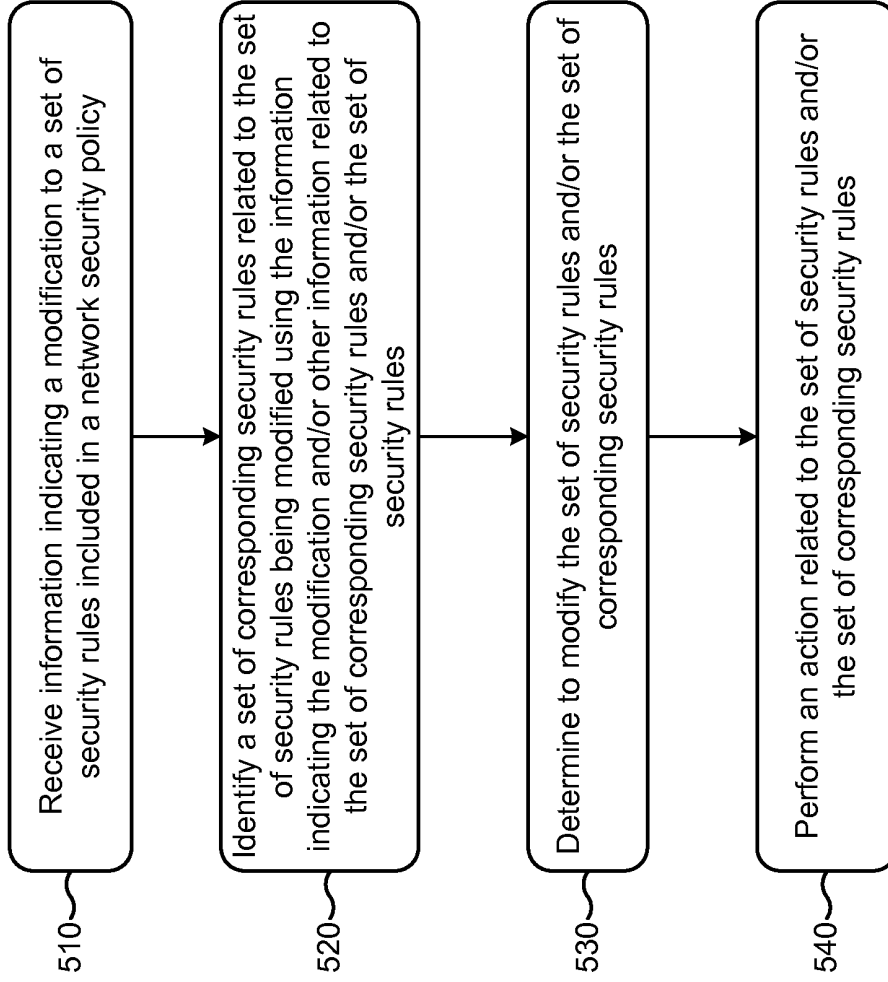 510
Receive information indicating a modification to a set of
security rules included in a network security policy
520
Identify a set of corresponding security rules related to the set
of security rules being modified using the information
indicating the modification and/or other information related to
the set of corresponding security rules and/or the set of
security rules
530
Determine to modify the set of security rules and/or the set of
corresponding security rules
540
Perform an action related to the set of security rules and/or
the set of corresponding security rules